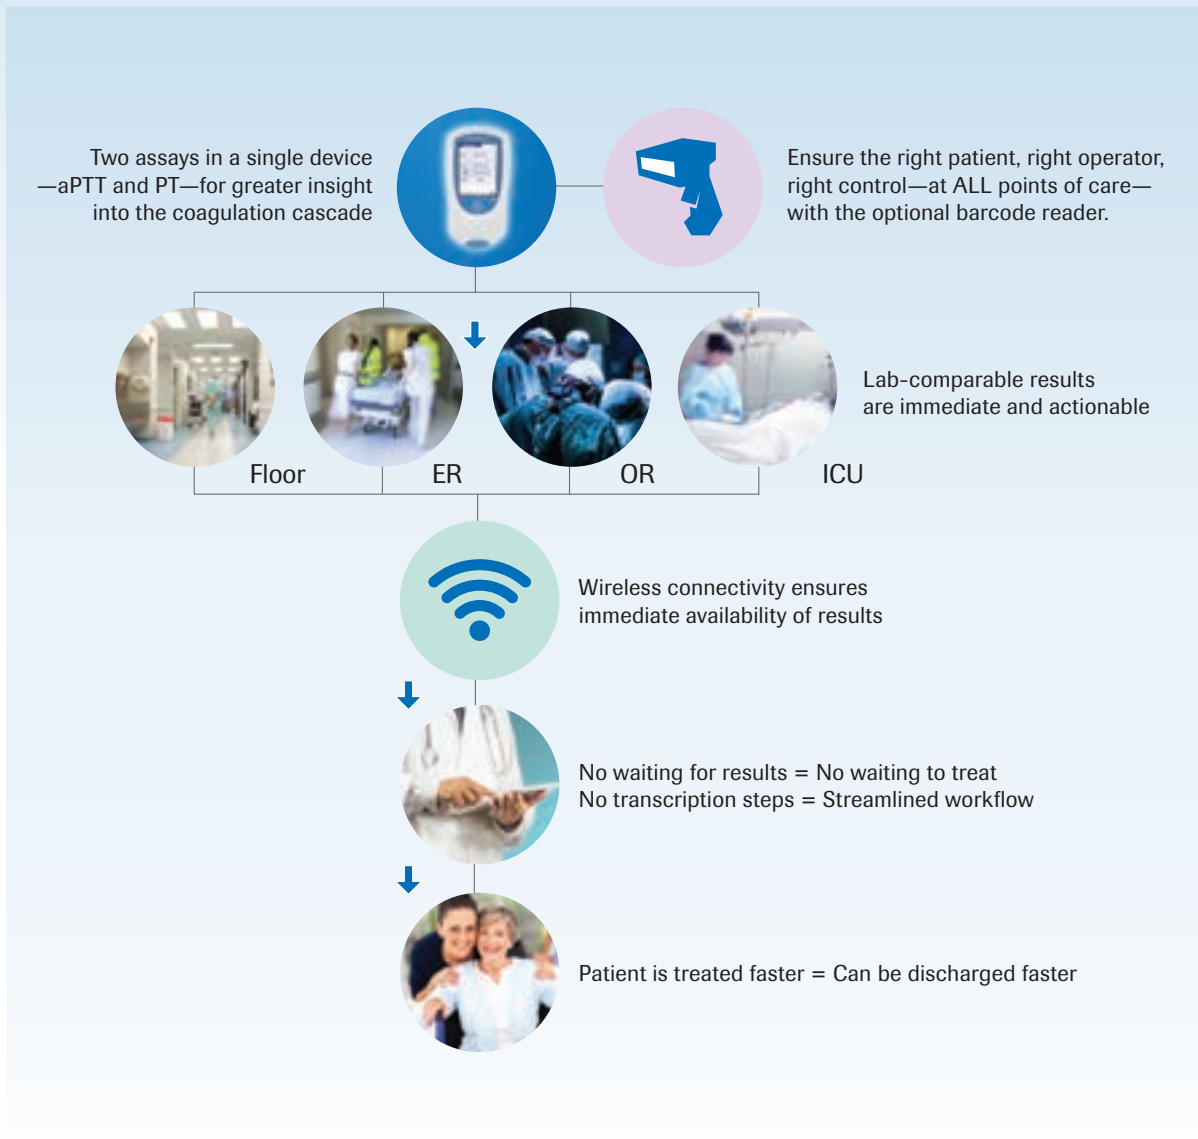 Two assays in a single device
—aPTT and PT—for greater insight
into the coagulation cascade
Ensure the right patient, right operator,
right control—at ALL points of care—
with the optional barcode reader.
Floor
ER
OR
ICU
Lab-comparable results
are immediate and actionable
Wireless connectivity ensures
immediate availability of results
No waiting for results = No waiting to treat
No transcription steps = Streamlined workflow
Patient is treated faster = Can be discharged faster